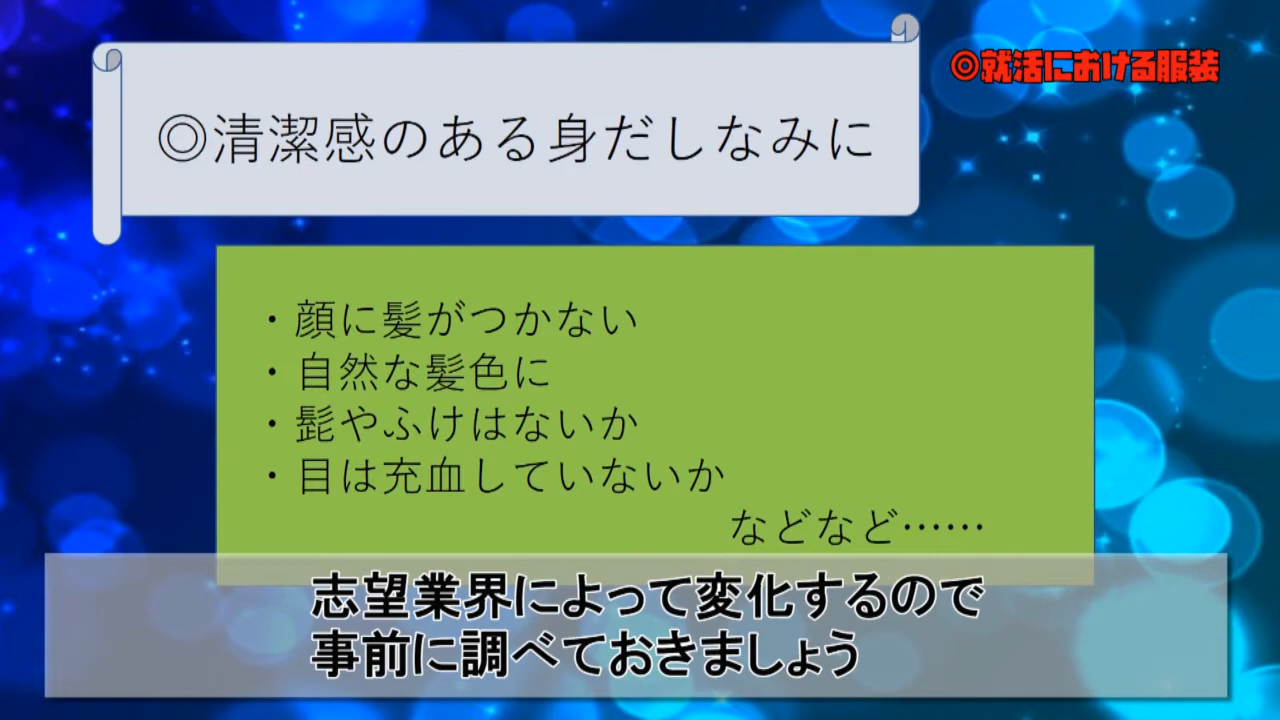 ◎就活における服装
◎清潔感のある身だしなみに
・顔に髪がつかない
・自然な髪色に
・髭やふけはないか
・目は充血していないか
などなど……
志望業界によって変化するので
事前に調べておきましょう